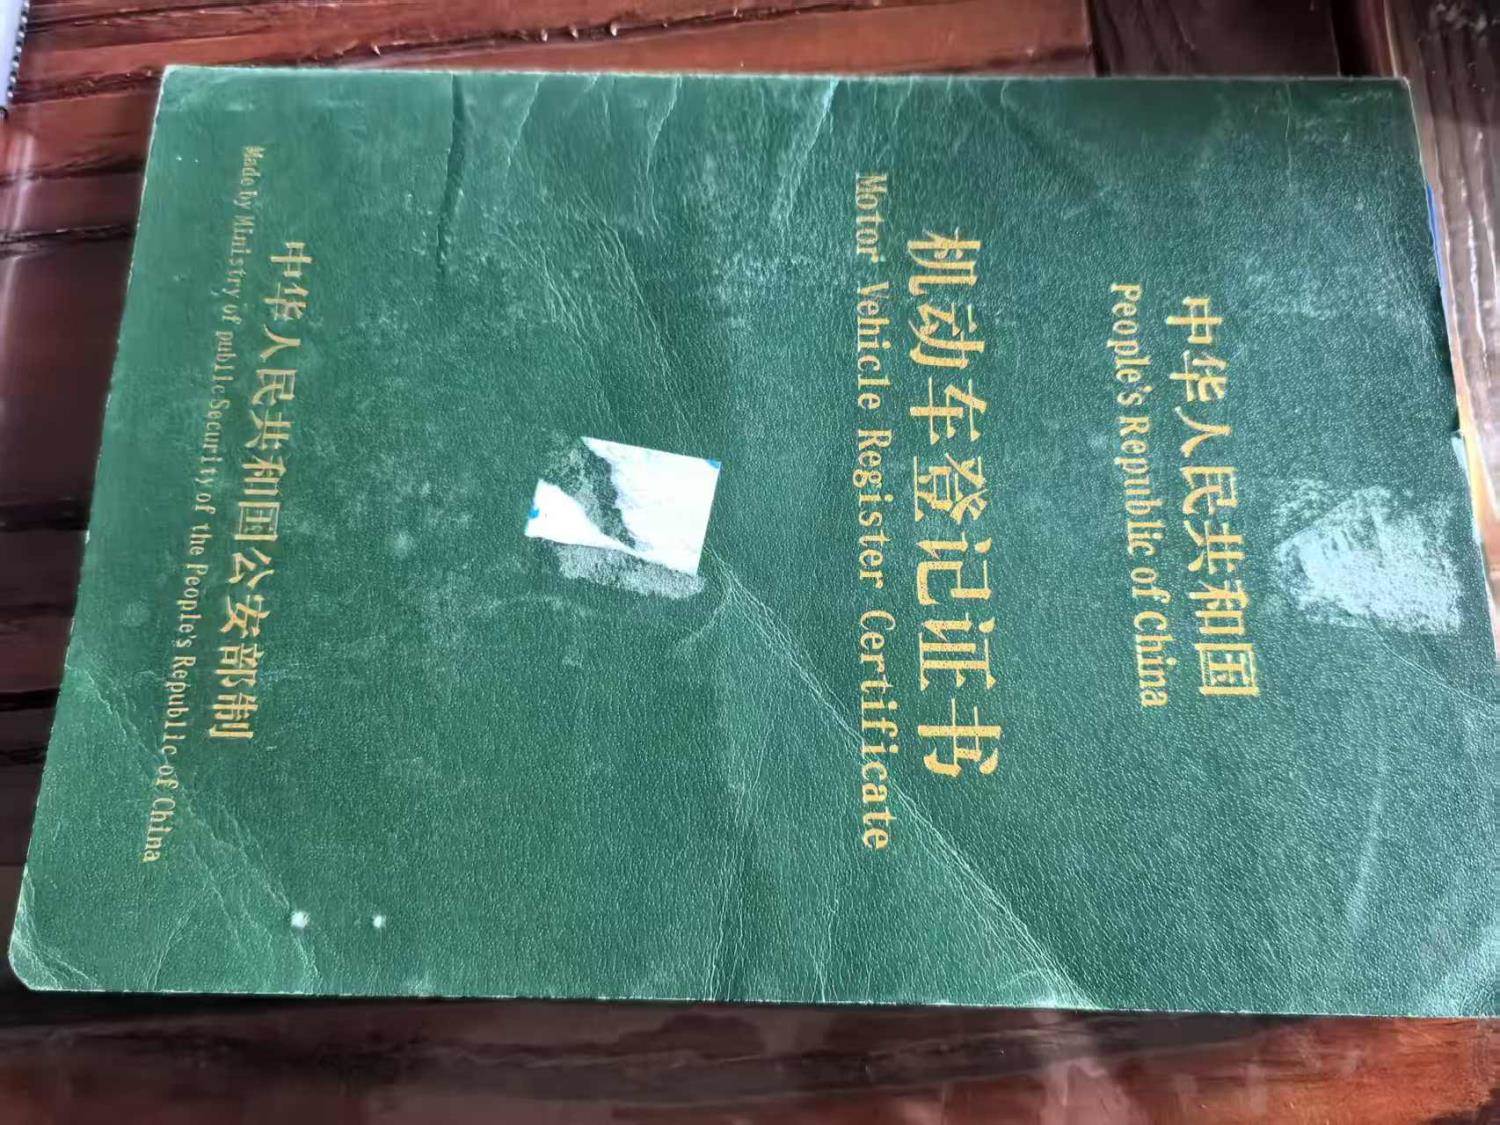 中华人民共和国
People's Republic of China
机动车登记证书
Motor Vehicle Register Certificate
中华人民共和国公安部制
Made by Ministry of public Security of the People's Republic of China